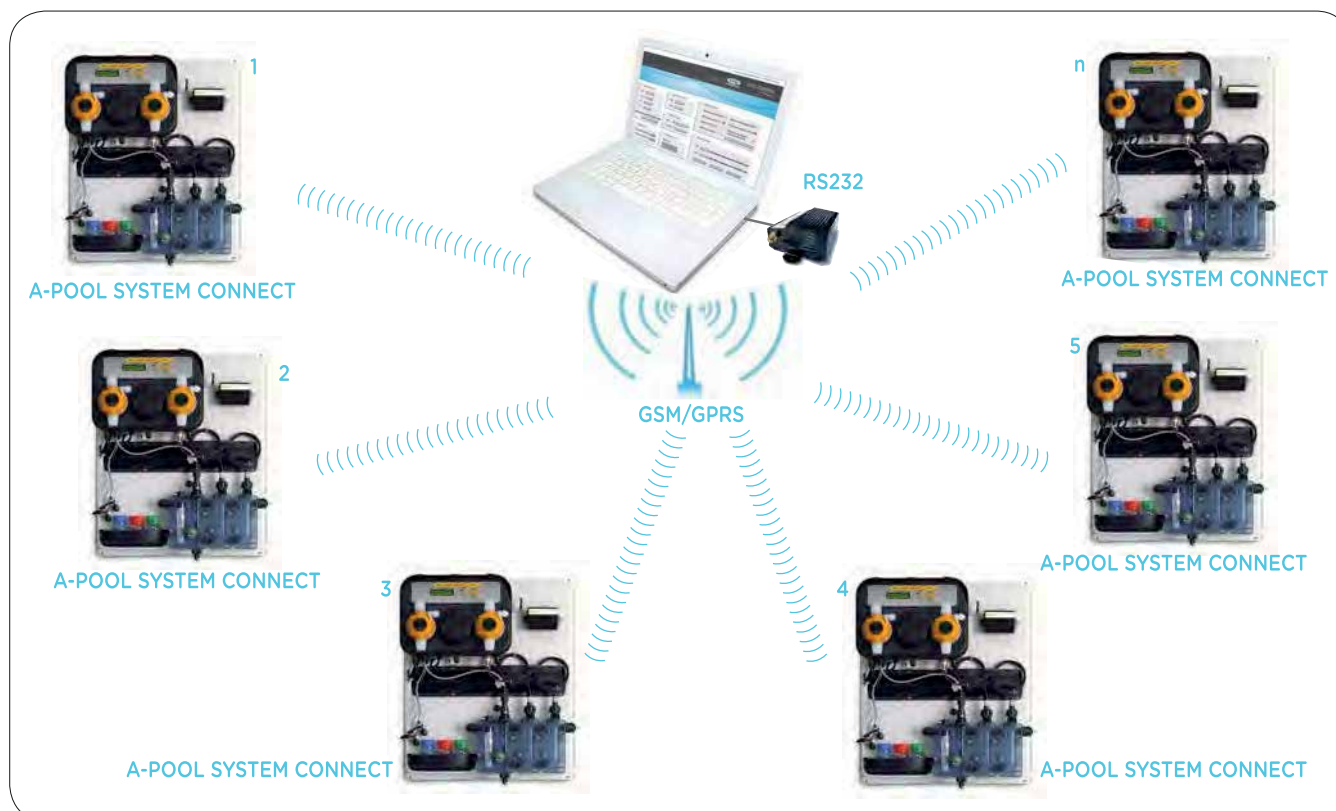 1
n
RS232
A-POOL SYSTEM CONNECT
A-POOL SYSTEM CONNECT
2
5
GSM/GPRS
A-POOL SYSTEM CONNECT
A-POOL SYSTEM CONNECT
3
4
A-POOL SYSTEM CONNECT
A-POOL SYSTEM CONNECT